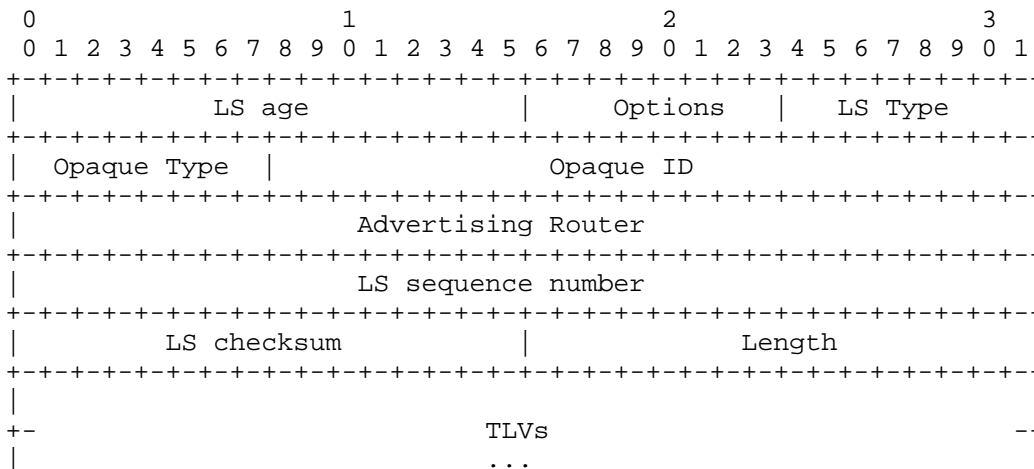 0                   1                   2                   3
 0 1 2 3 4 5 6 7 8 9 0 1 2 3 4 5 6 7 8 9 0 1 2 3 4 5 6 7 8 9 0 1
+-+-+-+-+-+-+-+-+-+-+-+-+-+-+-+-+-+-+-+-+-+-+-+-+-+-+-+-+-+-+-+-
|            LS age             |     Options   |   LS Type
+-+-+-+-+-+-+-+-+-+-+-+-+-+-+-+-+-+-+-+-+-+-+-+-+-+-+-+-+-+-+-+-
|  Opaque Type  |                 Opaque ID
+-+-+-+-+-+-+-+-+-+-+-+-+-+-+-+-+-+-+-+-+-+-+-+-+-+-+-+-+-+-+-+-
|                     Advertising Router
+-+-+-+-+-+-+-+-+-+-+-+-+-+-+-+-+-+-+-+-+-+-+-+-+-+-+-+-+-+-+-+-
|                     LS sequence number
+-+-+-+-+-+-+-+-+-+-+-+-+-+-+-+-+-+-+-+-+-+-+-+-+-+-+-+-+-+-+-+-
|         LS checksum           |             Length
+-+-+-+-+-+-+-+-+-+-+-+-+-+-+-+-+-+-+-+-+-+-+-+-+-+-+-+-+-+-+-+-
|
+-                            TLVs                             -
|                             ...